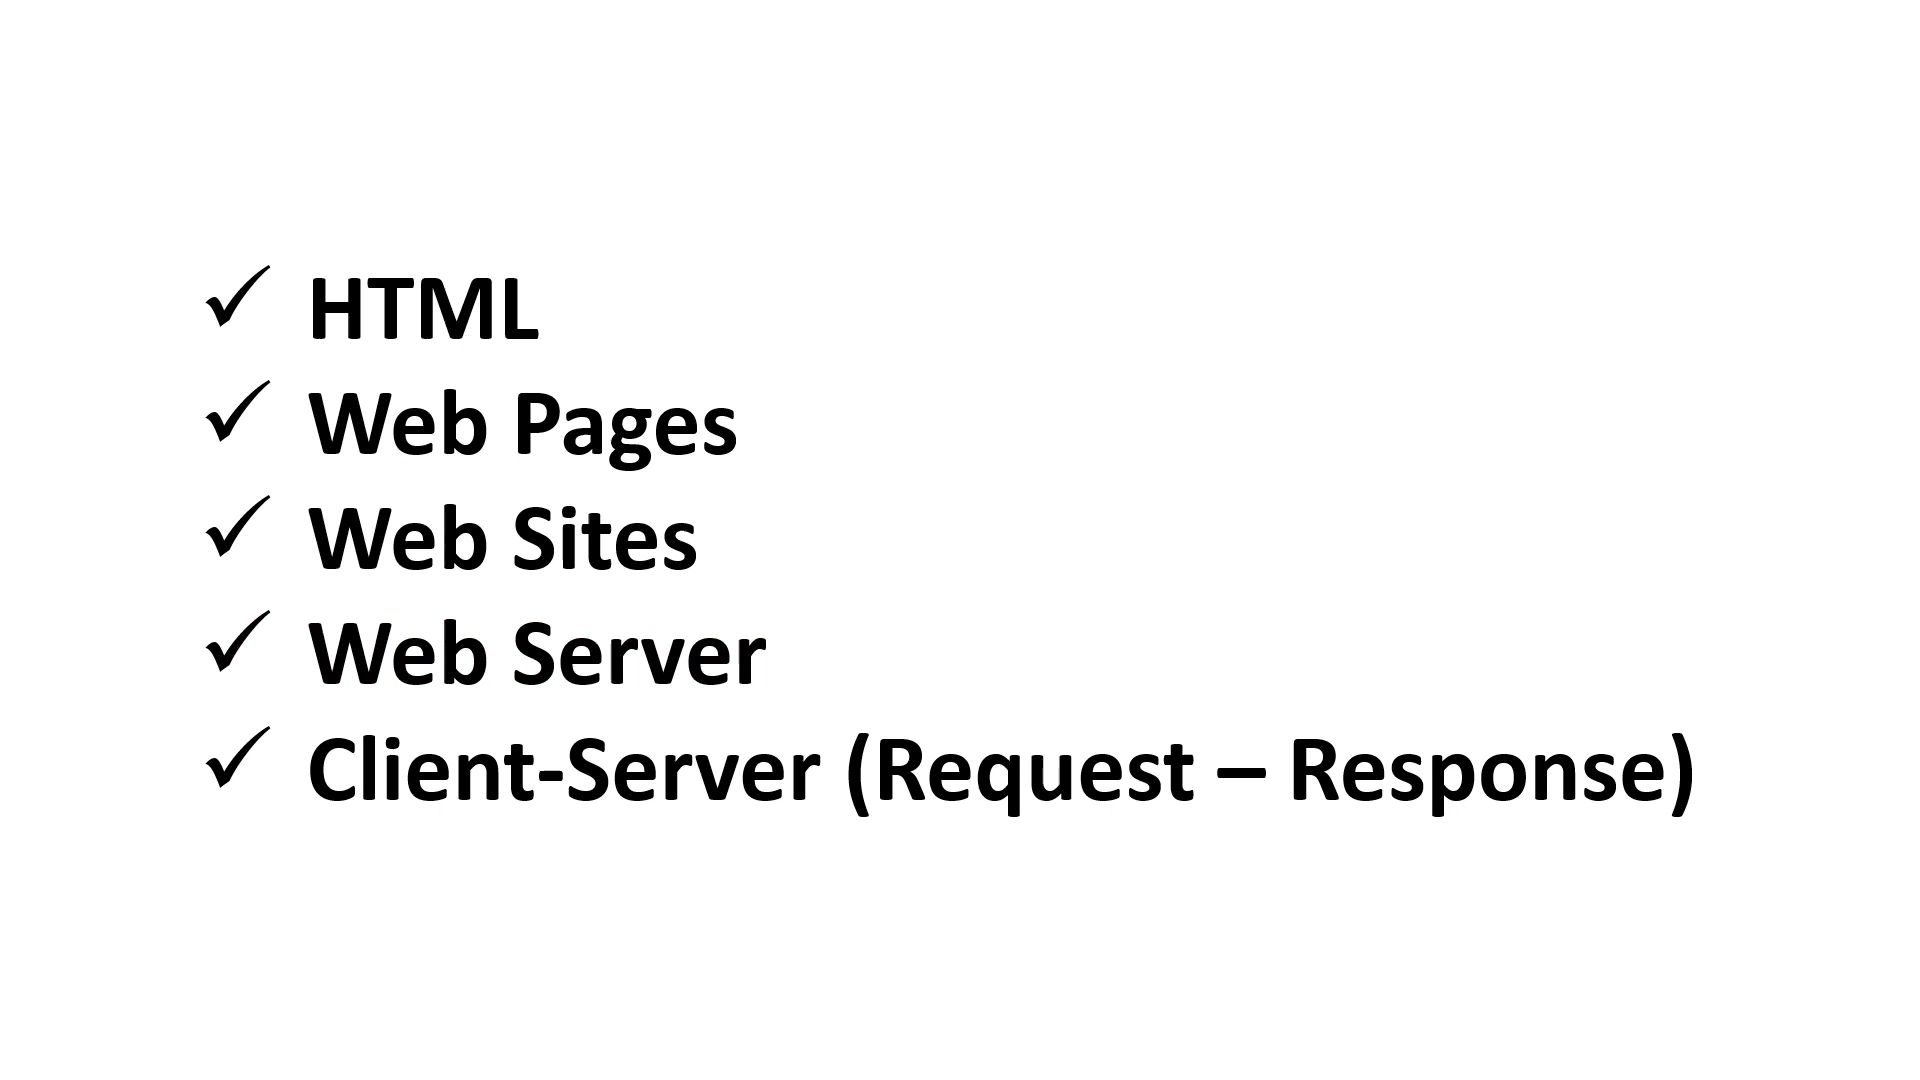 ✓ HTML
✓ Web Pages
✓ Web Sites
✓ Web Server
✓ Client-Server (Request – Response)